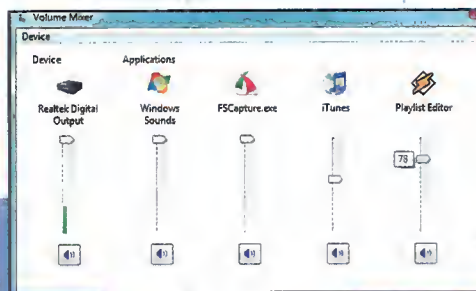 Volume Mixer
Device
Device
Applications
Realtek Digital
Output
Windows
Sounds
FSCapture.exe
iTunes
Playlist Editor
78